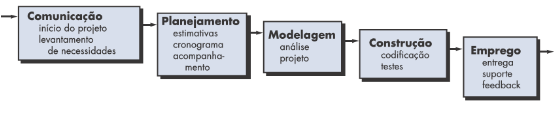 Comunicação
início do projeto
levantamento
de necessidades
Planejamento
estimativas
cronograma
acompanha-
mento
Modelagem
análise
projeto
Construção
codificação
testes
Emprego
entrega
suporte
feedback